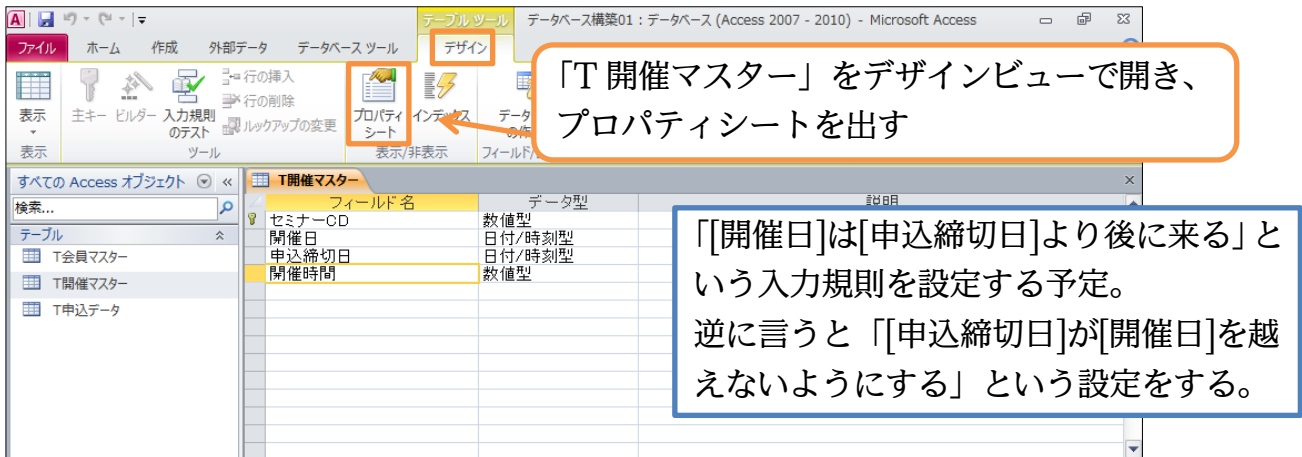 テーブル ツール データベース構築01 : データベース (Access 2007 - 2010) - Microsoft Access
ファイル ホーム 作成 外部データ データベース ツール デザイン
表示
主キー
ビルダー
入力規則
のテスト
行の挿入
行の削除
ルックアップの変更
プロパティ
シート
インデックス
表示
ツール
表示/非表示
「T 開催マスター」をデザインビューで開き、
プロパティシートを出す
すべての Access オブジェクト
検索...
テーブル
T会員マスター
T開催マスター
T申込データ
T開催マスター
フィールド名 データ型 説明
セミナーCD 数値型
開催日 日付/時刻型
申込締切日 日付/時刻型
開催時間 数値型
「[開催日]は[申込締切日]より後に来る」と
いう入力規則を設定する予定。
逆に言うと「[申込締切日]が[開催日]を越
えないようにする」という設定をする。